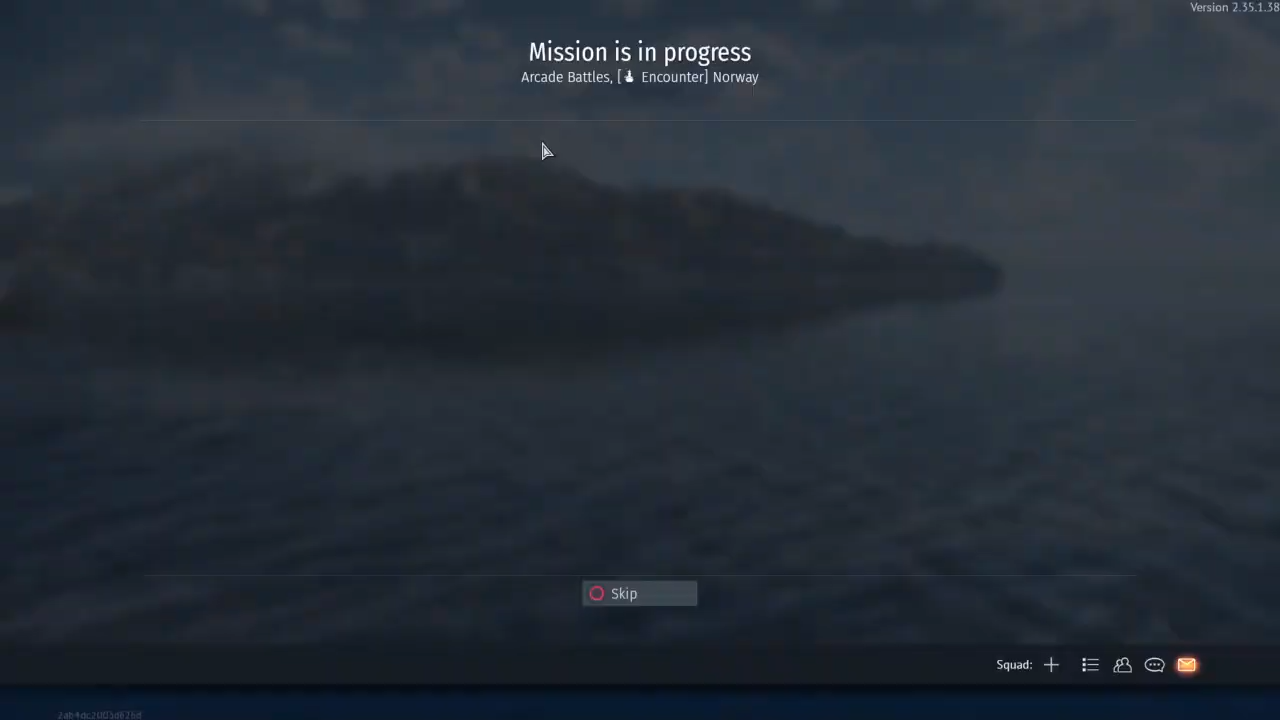 Version 2.35.1.38
Mission is in progress
Arcade Battles, [ Encounter] Norway
Skip
Squad: